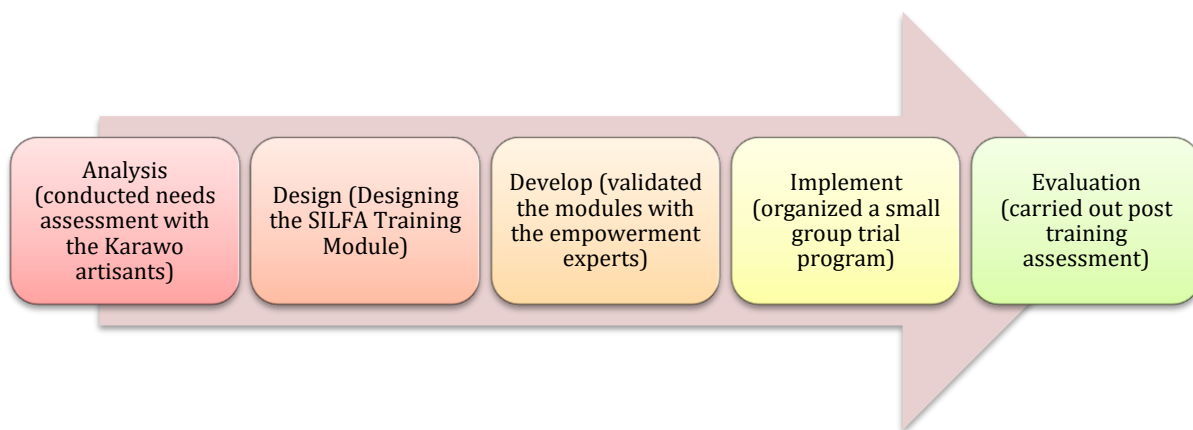 Analysis
(conducted needs
assessment with
the Karawo
artisants)
Design (Designing
the SILFA Training
Module)
Develop (validated
the modules with
the empowerment
experts)
Implement
(organized a small
group trial
program)
Evaluation
(carried out post
training
assessment)